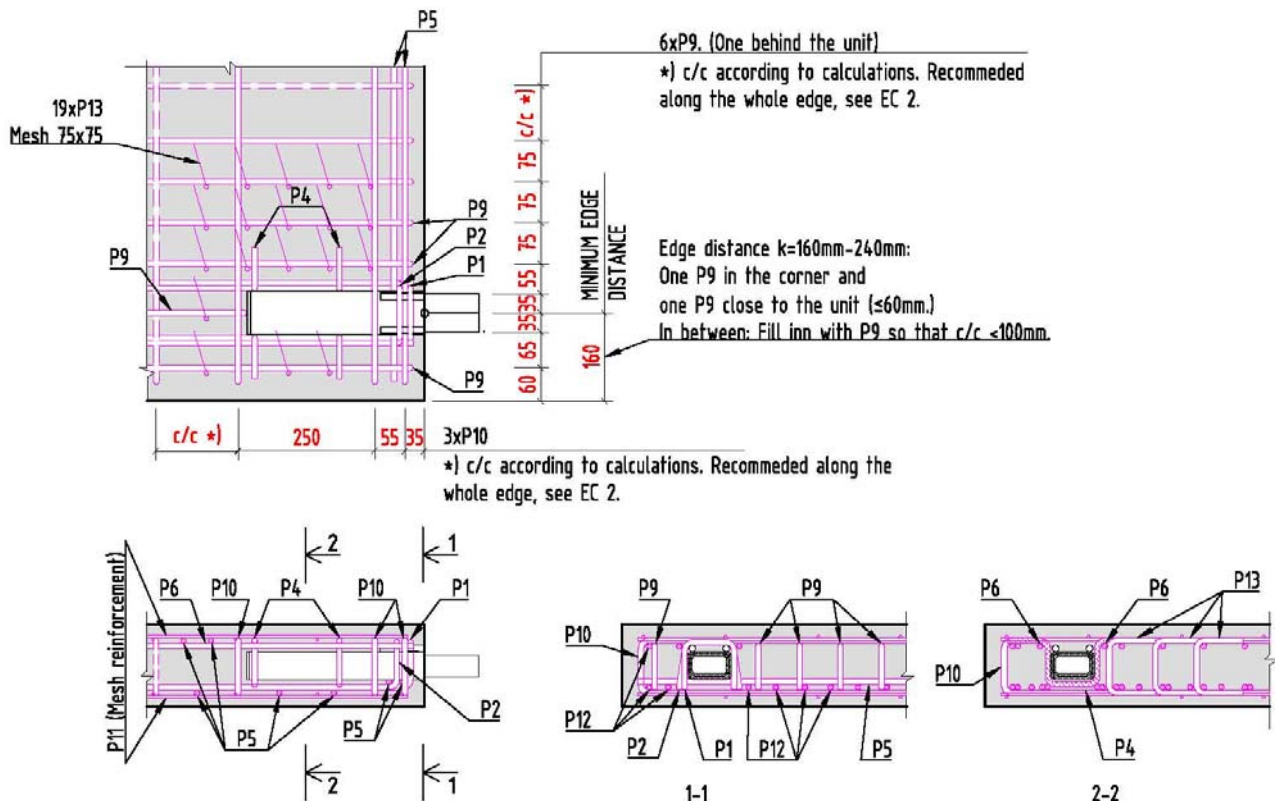 P5
6xP9. (One behind the unit)
*) c/c according to calculations. Recommeded
along the whole edge, see EC 2.
19xP13
Mesh 75x75
c/c *)
75
75
75
55
35
35
65
60
P4
P9
P2
P1
P9
P9
MINIMUM EDGE
DISTANCE
160
Edge distance k=160mm-240mm:
One P9 in the corner and
one P9 close to the unit (≤60mm.)
In between: Fill inn with P9 so that c/c <100mm.
c/c *)
250
55
35
3xP10
*) c/c according to calculations. Recommeded along the
whole edge, see EC 2.
2
1
P6
P10
P4
P10
P1
P11 (Mesh reinforcement)
P5
P5
P2
2
1
P9
P9
P10
P12
P2
P1
P12
P5
1-1
P6
P6
P13
P10
P4
2-2